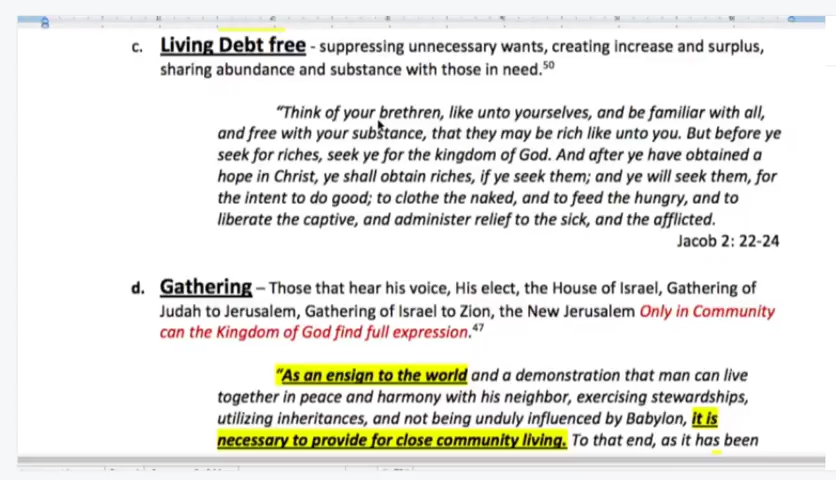 c. Living Debt free - suppressing unnecessary wants, creating increase and surplus,
sharing abundance and substance with those in need.50
"Think of your brethren, like unto yourselves, and be familiar with all,
and free with your substance, that they may be rich like unto you. But before ye
seek for riches, seek ye for the kingdom of God. And after ye have obtained a
hope in Christ, ye shall obtain riches, if ye seek them; and ye will seek them, for
the intent to do good; to clothe the naked, and to feed the hungry, and to
liberate the captive, and administer relief to the sick, and the afflicted.
Jacob 2: 22-24
d. Gathering – Those that hear his voice, His elect, the House of Israel, Gathering of
Judah to Jerusalem, Gathering of Israel to Zion, the New Jerusalem Only in Community
can the Kingdom of God find full expression.47
"As an ensign to the world and a demonstration that man can live
together in peace and harmony with his neighbor, exercising stewardships,
utilizing inheritances, and not being unduly influenced by Babylon, it is
necessary to provide for close community living. To that end, as it has been